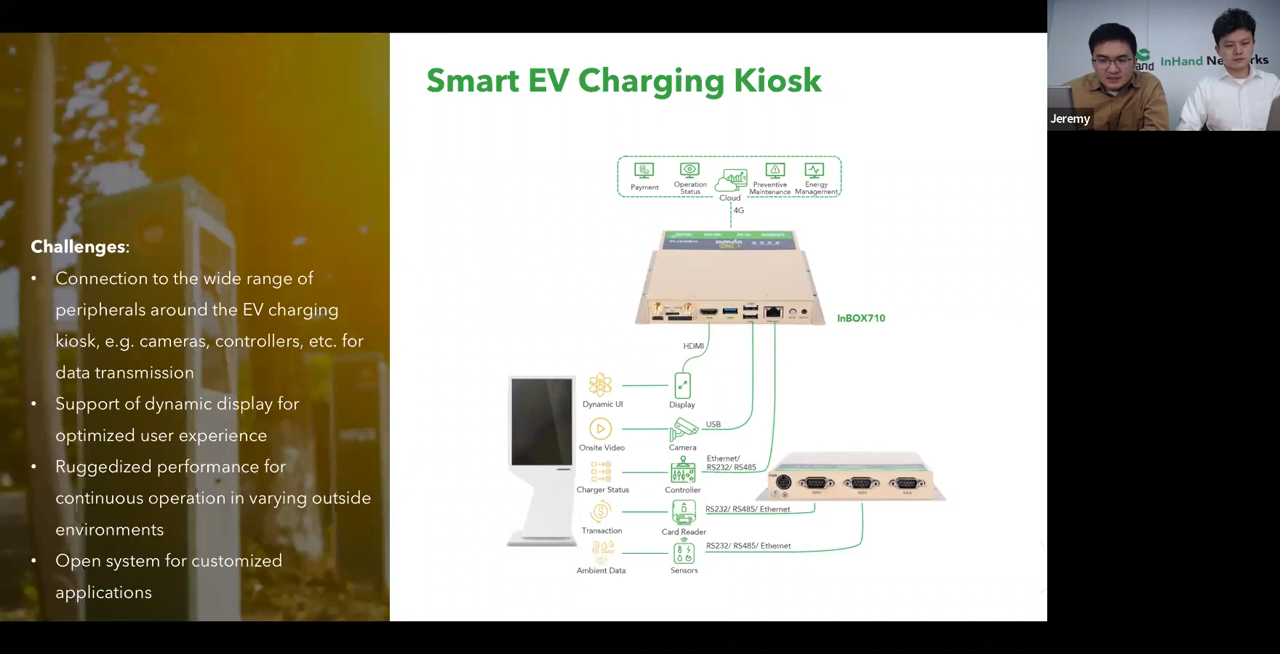 Smart EV Charging Kiosk
Challenges:
• Connection to the wide range of
peripherals around the EV charging
kiosk, e.g. cameras, controllers, etc. for
data transmission
• Support of dynamic display for
optimized user experience
• Ruggedized performance for
continuous operation in varying outside
environments
• Open system for customized
applications
Payment
Operation
Status
Cloud
Preventive
Maintenance
Energy
Management
4G
InBOX710
HDMI
Dynamic UI
Display
USB
Onsite Video
Camera
Ethernet/
RS232/ RS485
Charger Status
Controller
RS232/ RS485/ Ethernet
Transaction
Card Reader
RS232/ RS485/ Ethernet
Ambient Data
Sensors
InHand Networks
Jeremy